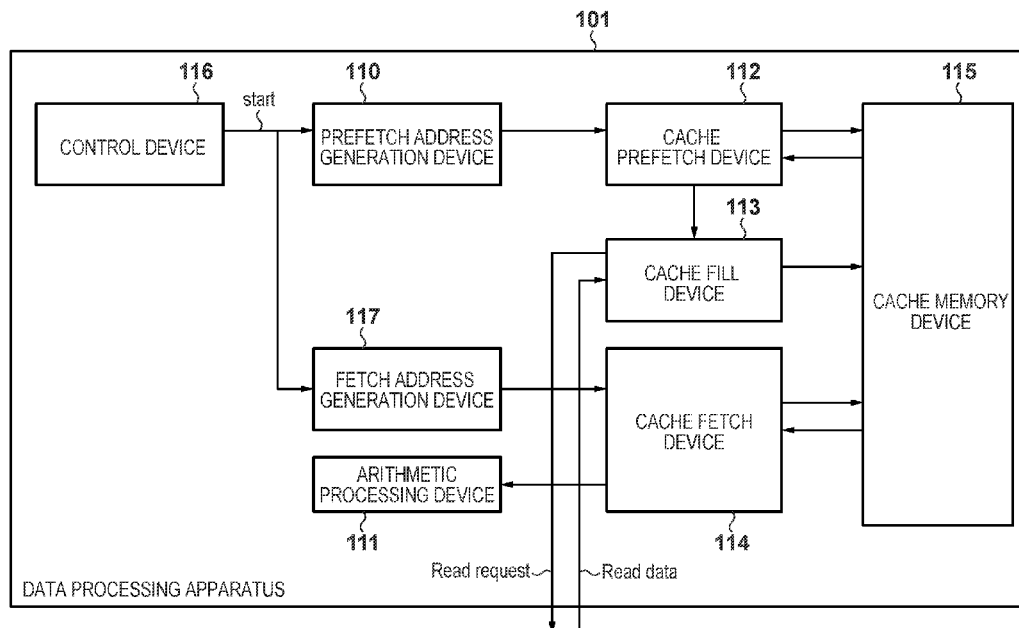 101
116
110
112
115
start
CONTROL DEVICE
PREFETCH ADDRESS
GENERATION DEVICE
CACHE
PREFETCH DEVICE
113
CACHE FILL
DEVICE
CACHE MEMORY
DEVICE
117
FETCH ADDRESS
GENERATION DEVICE
CACHE FETCH
DEVICE
ARITHMETIC
PROCESSING DEVICE
111
114
Read request
Read data
DATA PROCESSING APPARATUS